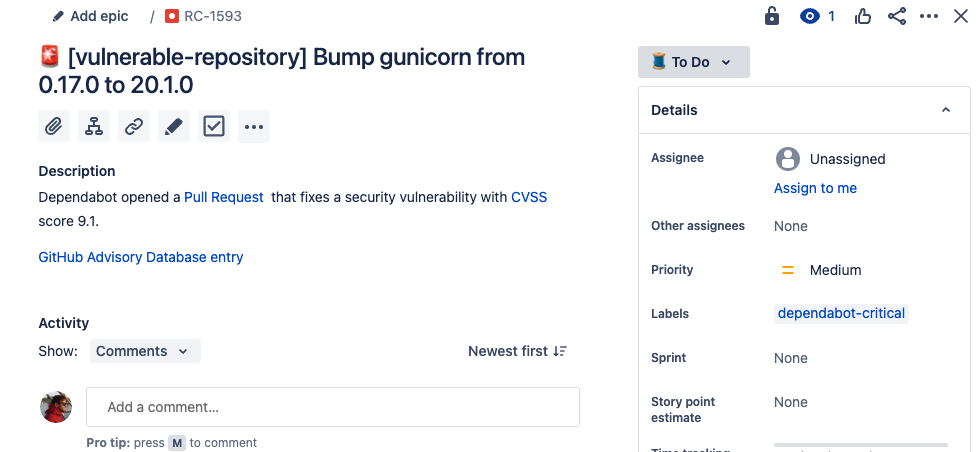 Add epic / RC-1593
1
🚨 [vulnerable-repository] Bump gunicorn from
0.17.0 to 20.1.0
Description
Dependabot opened a Pull Request that fixes a security vulnerability with CVSS
score 9.1.
GitHub Advisory Database entry
Activity
Show: Comments
Newest first
Add a comment...
Pro tip: press M to comment
🧵 To Do
Details
Assignee
Unassigned
Assign to me
Other assignees
None
Priority
Medium
Labels
dependabot-critical
Sprint
None
Story point
estimate
None
Time tracking